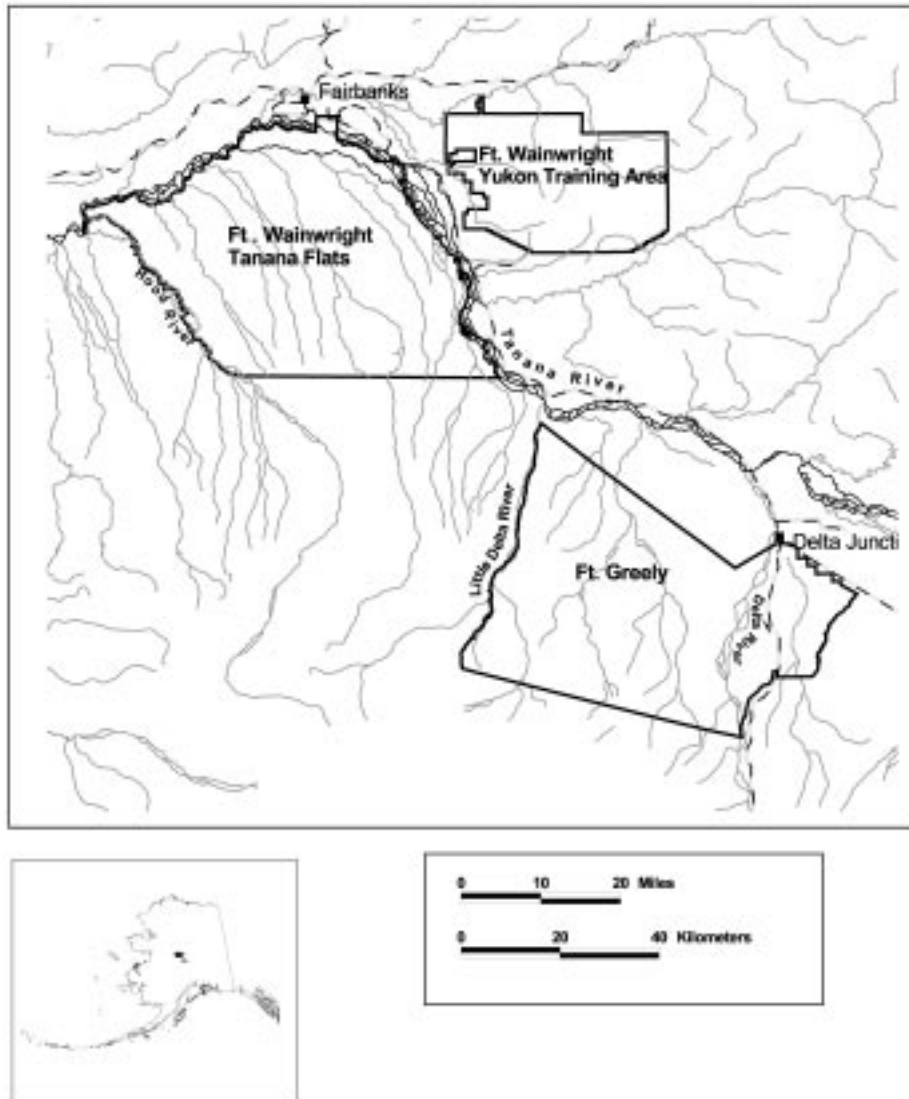 Fairbanks
Ft. Wainwright
Yukon Training Area
Ft.. Wainwright
Tanana Flats
Wood River
Tanana River
Little Delta River
Delta Juncti
Ft. Greely
Delta River
0 10 20 Miles
0 20 40 Kilometers